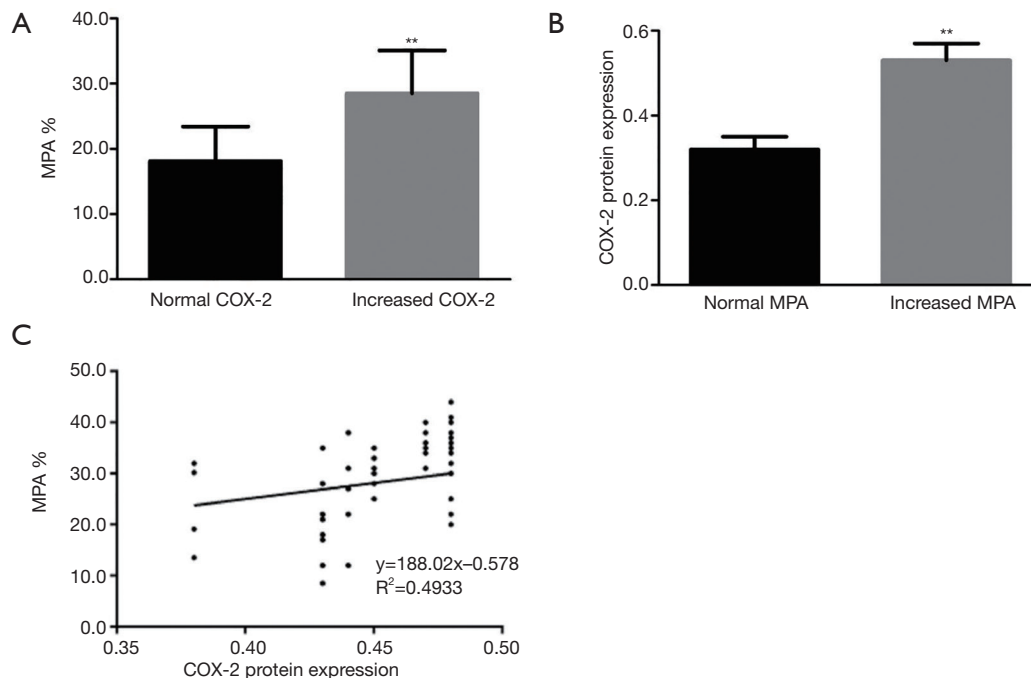 A
40.0
30.0
20.0
10.0
0.0
MPA %
**
Normal COX-2
Increased COX-2
B
0.6
0.4
0.2
0.0
COX-2 protein expression
**
Normal MPA
Increased MPA
C
50.0
40.0
30.0
20.0
10.0
0.0
MPA %
y=188.02x–0.578
R²=0.4933
0.35
0.40
0.45
0.50
COX-2 protein expression